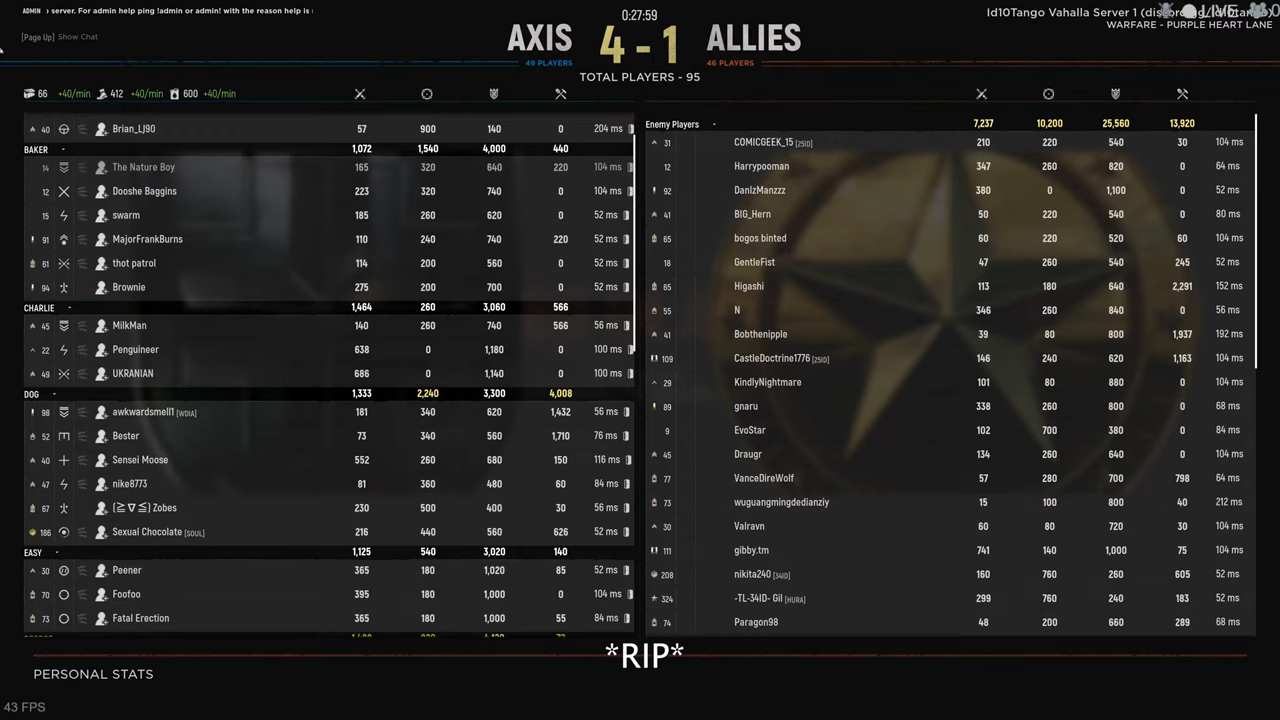 ADMIN > server. For admin help ping !admin or admin! with the reason help is
[Page Up] Show Chat
0:27:59
AXIS 4 - 1 ALLIES
49 PLAYERS 46 PLAYERS
TOTAL PLAYERS - 95
LIVE
Id10Tango Vahalla Server 1
WARFARE - PURPLE HEART LANE
66 +40/min 412 +40/min 600 +40/min
40 Brian_LJ90 57 900 140 0 204 ms
BAKER 1,072 1,540 4,000 440
14 The Nature Boy 165 320 640 220 104 ms
12 Dooshe Baggins 223 320 740 0 104 ms
15 swarm 185 260 620 0 52 ms
91 MajorFrankBurns 110 240 740 220 52 ms
61 thot patrol 114 200 560 0 52 ms
94 Brownie 275 200 700 0 52 ms
CHARLIE 1,464 260 3,060 566
45 MilkMan 140 260 740 566 56 ms
22 Penguineer 638 0 1,180 0 100 ms
49 UKRANIAN 686 0 1,140 0 100 ms
DOG 1,333 2,240 3,300 4,008
98 awkwardsmell1 [WDIA] 181 340 620 1,432 56 ms
52 Bester 73 340 560 1,710 76 ms
40 Sensei Moose 552 260 680 150 116 ms
47 nike8773 81 360 480 60 84 ms
67 (≧∇≦) Zobes 230 500 400 30 56 ms
186 Sexual Chocolate [SOUL] 216 440 560 626 52 ms
EASY 1,125 540 3,020 140
30 Peener 365 180 1,020 85 52 ms
70 Foofoo 395 180 1,000 0 104 ms
73 Fatal Erection 365 180 1,000 55 84 ms
Enemy Players - 7,237 10,200 25,560 13,920
31 COMICGEEK_15 [25ID] 210 220 540 30 104 ms
12 Harrypooman 347 260 820 0 64 ms
92 DanIzManzzz 380 0 1,100 0 52 ms
41 BIG_Hern 50 220 540 0 80 ms
65 bogos binted 60 220 520 60 104 ms
18 GentleFist 47 260 540 245 104 ms
65 Higashi 113 180 640 2,291 152 ms
55 N 346 260 840 0 56 ms
41 Bobthenipple 39 80 800 1,937 192 ms
109 CastleDoctrine1776 [25ID] 146 240 620 1,163 104 ms
29 KindlyNightmare 101 80 880 0 104 ms
89 gnaru 338 260 800 0 68 ms
9 EvoStar 102 700 380 0 84 ms
45 Draugr 134 260 640 0 104 ms
77 VanceDireWolf 57 280 700 798 64 ms
73 wuguangmingdedianziy 15 100 800 40 212 ms
30 Valravn 60 80 720 30 104 ms
111 gibby.tm 741 140 1,000 75 104 ms
208 nikita240 [34ID] 160 760 260 605 52 ms
324 -TL-34ID- Gil [HURA] 299 760 240 183 52 ms
74 Paragon98 48 200 660 289 68 ms
*RIP*
PERSONAL STATS
43 FPS